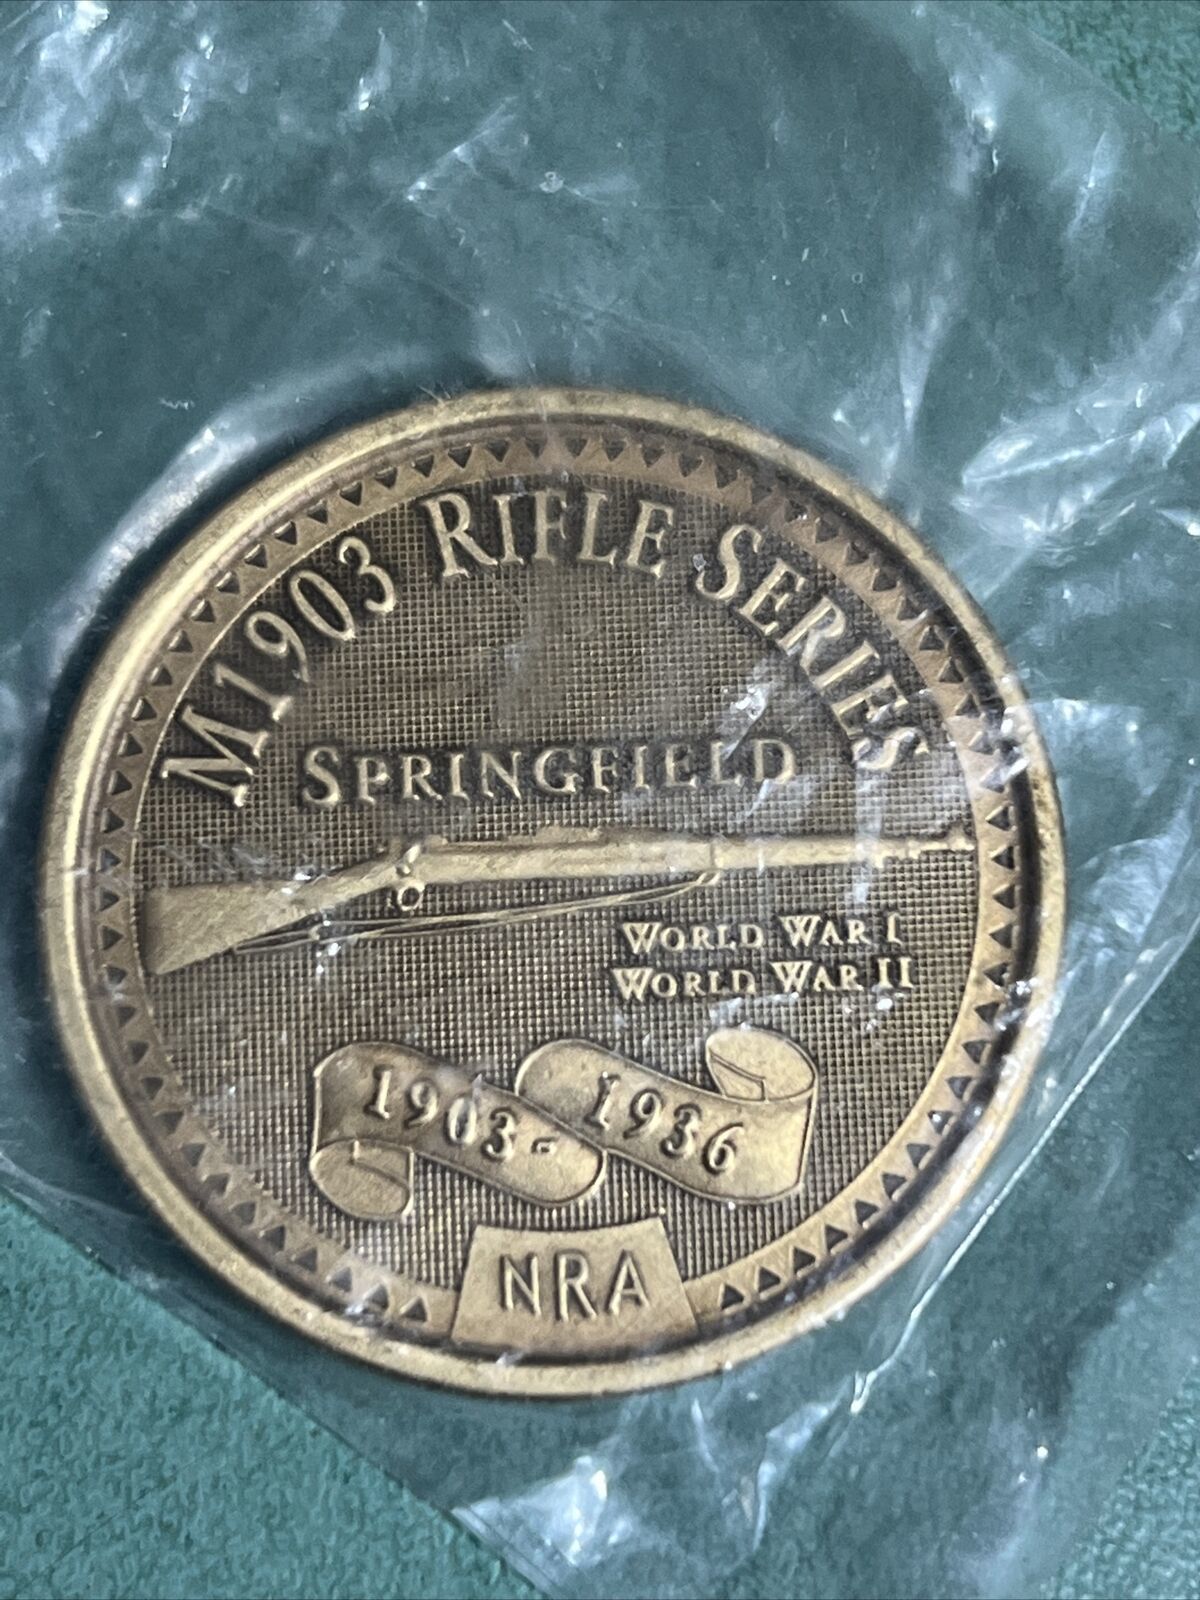 M1903 RIFLE SERIES
SPRINGFIELD
WORLD WAR I
WORLD WAR II
1903-1936
NRA